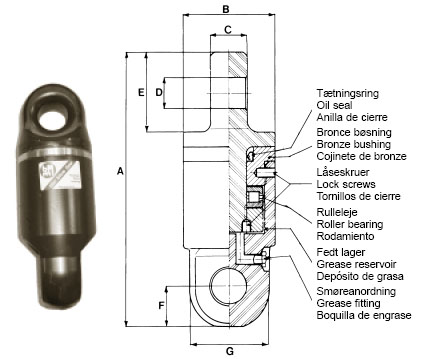 B
C
E
D
A
F
G
Tætningsring
Oil seal
Anilla de cierre
Bronce bøsning
Bronze bushing
Cojinete de bronze
Låseskruer
Lock screws
Tornillos de cierre
Rulleleje
Roller bearing
Rodamiento
Fedt lager
Grease reservoir
Depósito de grasa
Smøreanordning
Grease fitting
Boquilla de engrase